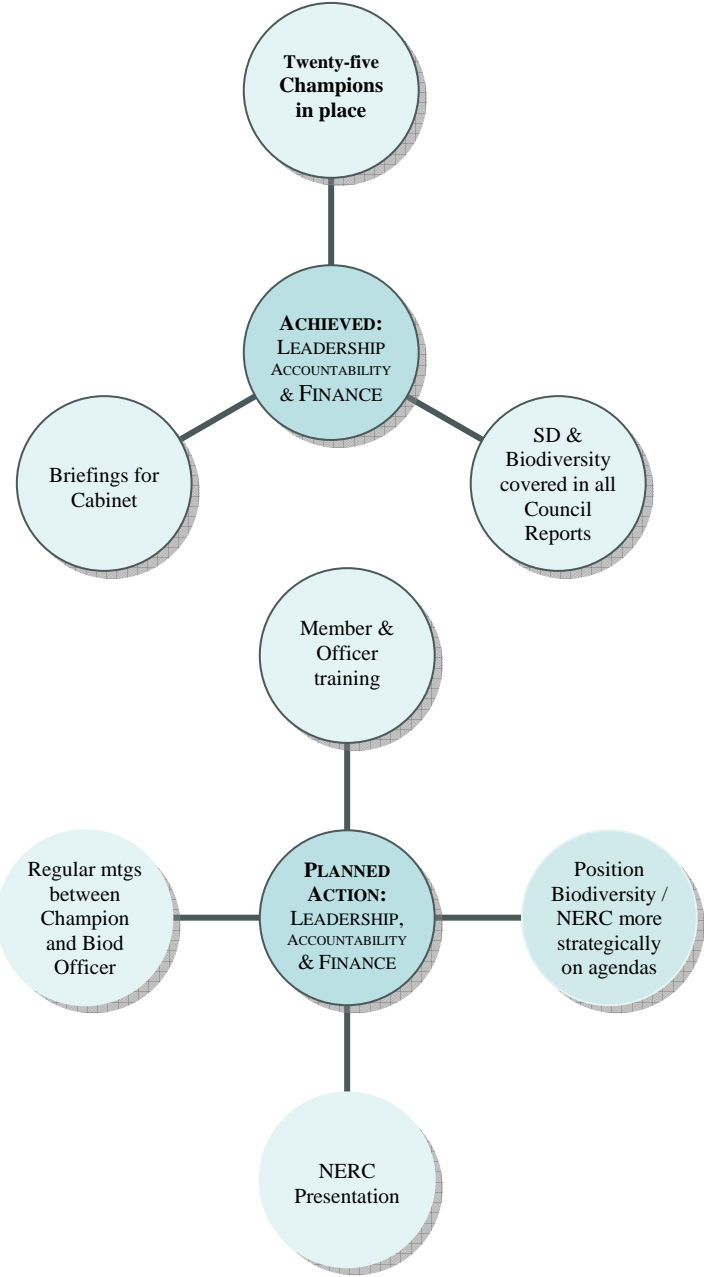 Twenty-five
Champions
in place
ACHIEVED:
LEADERSHIP
ACCOUNTABILITY
& FINANCE
Briefings for
Cabinet
SD &
Biodiversity
covered in all
Council
Reports
Member &
Officer
training
Regular mtgs
between
Champion
and Biod
Officer
PLANNED
ACTION:
LEADERSHIP,
ACCOUNTABILITY
& FINANCE
Position
Biodiversity /
NERC more
strategically
on agendas
NERC
Presentation